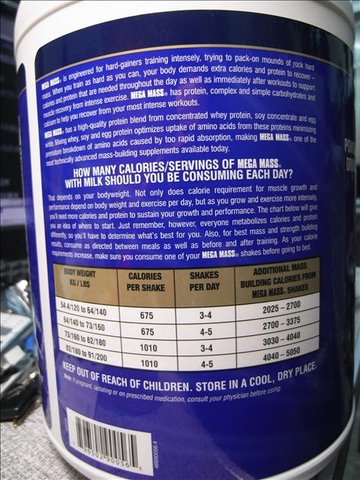 MEGA MASS® is engineered for hard-gainers training intensely, trying to pack-on mounds of rock hard
music. When you train as hard as you can, your body demands extra calories and protein to recover –
calories and protein that are needed throughout the day as well as immediately after workouts to support
muscle recovery from intense exercise. MEGA MASS® has protein, complex and simple carbohydrates and
calcium to help you recover from your most intense workouts.
MEGA MASS® has a high-quality protein blend from concentrated whey protein, soy concentrate and egg
white. Mixing whey, soy and egg protein optimizes uptake of amino acids from these proteins minimizing
premature breakdown of amino acids caused by too rapid absorption, making MEGA MASS® one of the
most technically advanced mass-building supplements available today.
HOW MANY CALORIES/SERVINGS OF MEGA MASS®
WITH MILK SHOULD YOU BE CONSUMING EACH DAY?
That depends on your bodyweight. Not only does calorie requirement for muscle growth and
performance depend on body weight and exercise per day, but as you grow and exercise more intensely,
you'll need more calories and protein to sustain your growth and performance. The chart below will give
you an idea of where to start. Just remember, however, everyone metabolizes calories and protein
differently, so you'll have to determine what's best for you. Also, for best mass and strength building
results, consume as directed between meals as well as before and after training. As your calorie
requirements increase, make sure you consume one of your MEGA MASS® shakes before going to bed.
BODY WEIGHT KG / LBS CALORIES PER SHAKE SHAKES PER DAY ADDITIONAL MASS BUILDING CALORIES FROM MEGA MASS® SHAKES
54.4/120 to 64/140 675 3-4 2025 – 2700
64/140 to 73/160 675 4-5 2700 – 3375
73/160 to 82/180 1010 3-4 3030 – 4040
82/180 to 91/200 1010 4-5 4040 – 5050
KEEP OUT OF REACH OF CHILDREN. STORE IN A COOL, DRY PLACE.
Note: If pregnant, lactating or on prescribed medication, consult your physician before using.